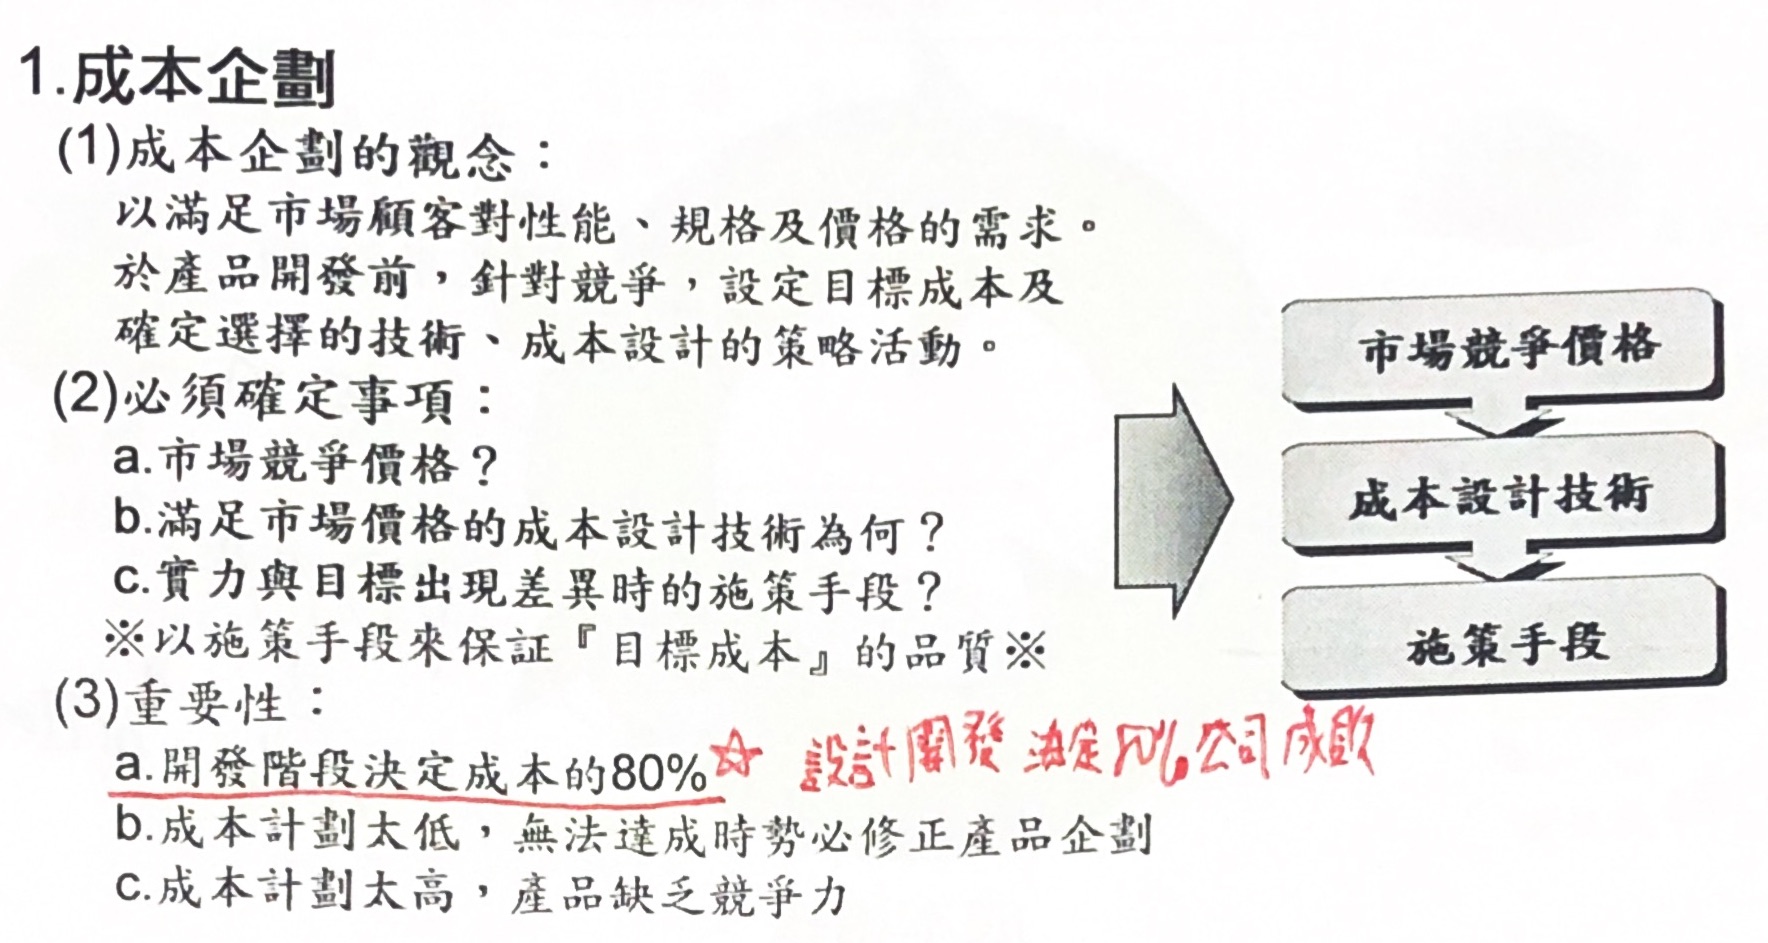 1.成本企劃
(1)成本企劃的觀念：
以滿足市場顧客對性能、規格及價格的需求。
於產品開發前，針對競爭，設定目標成本及
確定選擇的技術、成本設計的策略活動。
(2)必須確定事項：
a.市場競爭價格？
b.滿足市場價格的成本設計技術為何？
c.實力與目標出現差異時的施策手段？
※以施策手段來保証『目標成本』的品質※
(3)重要性：
a.開發階段決定成本的80%☆ 設計開發 決定 % 公司成敗
b.成本計劃太低，無法達成時勢必修正產品企劃
c.成本計劃太高，產品缺乏競爭力
市場競爭價格
成本設計技術
施策手段